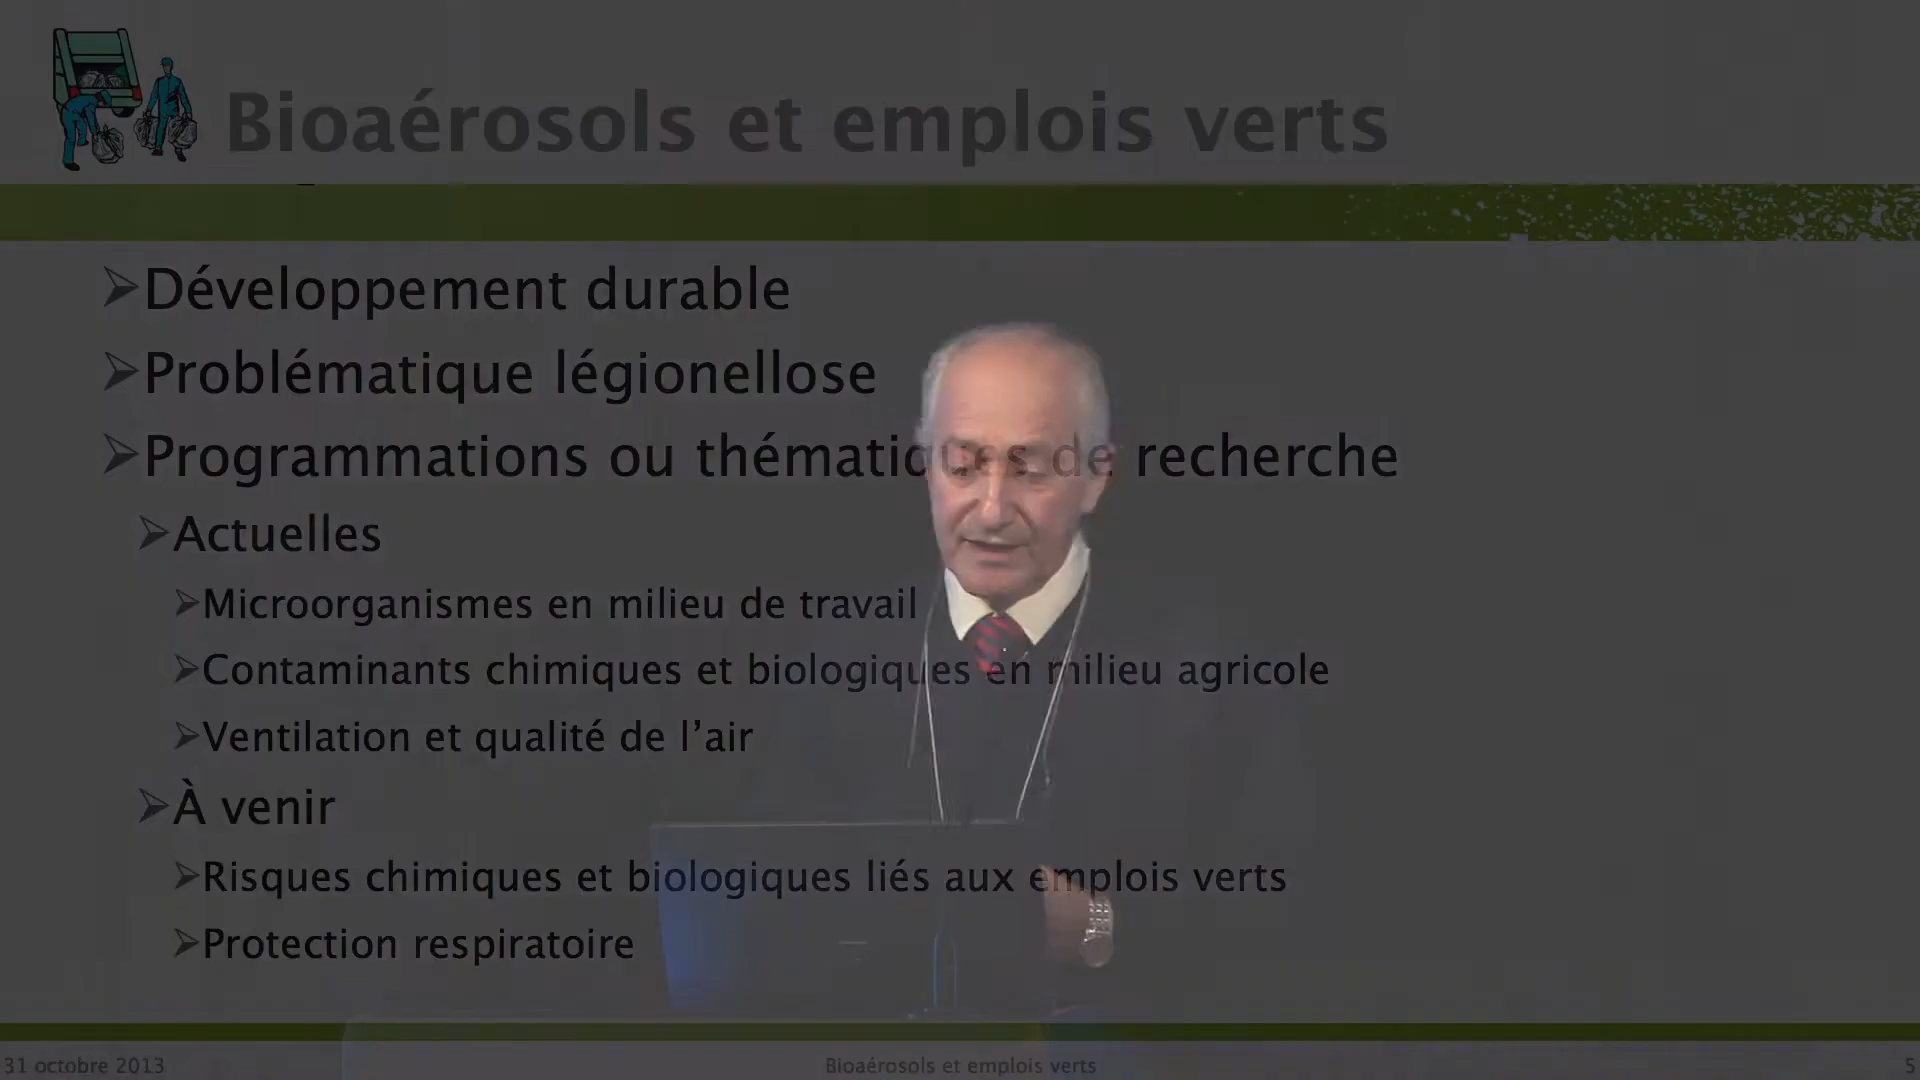 Bioaérosols et emplois verts
Développement durable
Problématique légionellose
Programmations ou thématiques de recherche
Actuelles
Microorganismes en milieu de travail
Contaminants chimiques et biologiques en milieu agricole
Ventilation et qualité de l’air
À venir
Risques chimiques et biologiques liés aux emplois verts
Protection respiratoire
31 octobre 2013
Bioaérosols et emplois verts
5